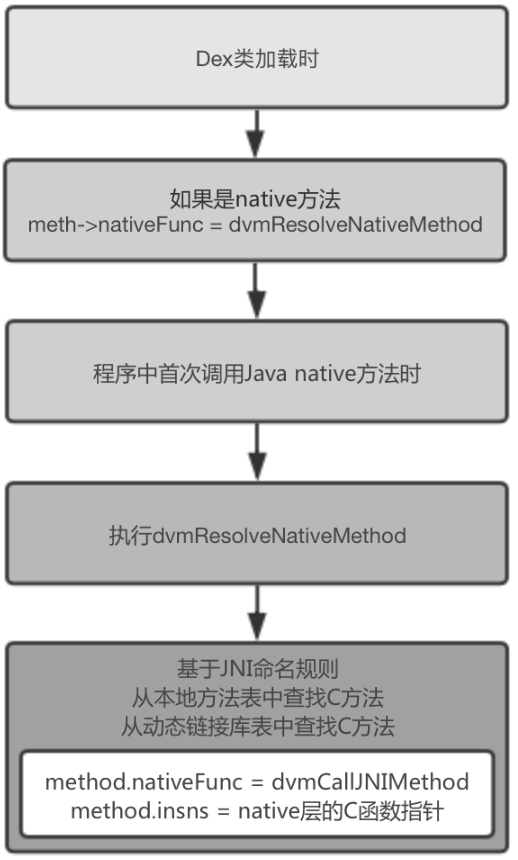 Dex类加载时
如果是native方法
meth->nativeFunc = dvmResolveNativeMethod
程序中首次调用Java native方法时
执行dvmResolveNativeMethod
基于JNI命名规则
从本地方法表中查找C方法
从动态链接库表中查找C方法
method.nativeFunc = dvmCallJNIMethod
method.insns = native层的C函数指针